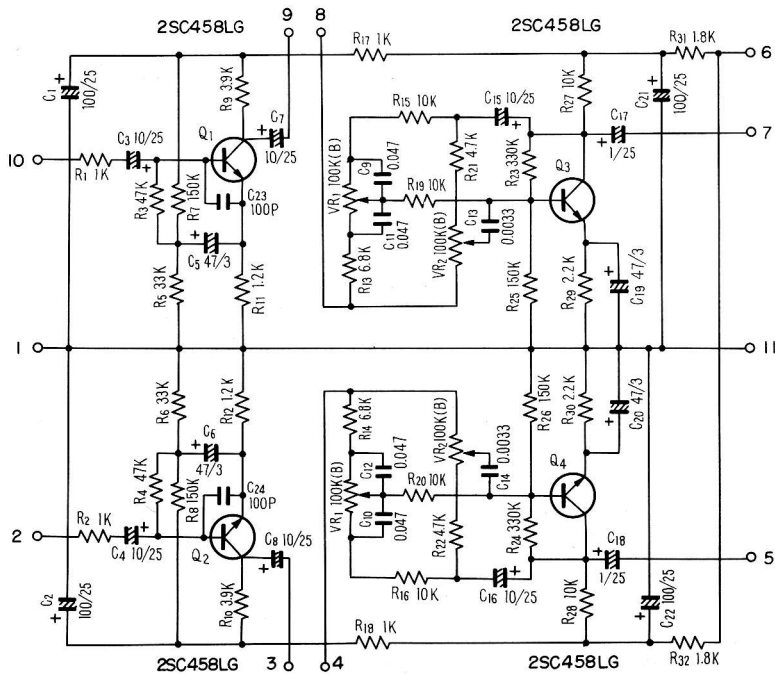 2SC458LG
9
8
2SC458LG
R17 1K
R31 1.8K
6
C1 100/25
R9 3.9K
C7 10/25
R15 10K
C15 10/25
R27 10K
C21 100/25
C17 1/25
7
10
R1 1K
C3 10/25
Q1
R3 47K
R7 150K
C23 100P
VR1 100K(B)
C9 0.047
R21 4.7K
R23 330K
Q3
R19 10K
C11 0.047
VR2 100K(B)
C13 0.0033
C5 47/3
R5 33K
R11 1.2K
R13 6.8K
R25 150K
R29 2.2K
C19 47/3
1
11
R6 33K
R12 1.2K
R14 6.8K
R26 150K
R30 2.2K
C20 47/3
C6 47/3
R4 47K
R8 150K
C24 100P
VR1 100K(B)
C12 0.047
VR2 100K(B)
C14 0.0033
R20 10K
Q4
C10 0.047
R22 4.7K
R24 330K
2
R2 1K
C4 10/25
Q2
C8 10/25
C18 1/25
5
R16 10K
C16 10/25
C2 100/25
R10 3.9K
R28 10K
C22 100/25
R18 1K
R32 1.8K
2SC458LG
3
4
2SC458LG